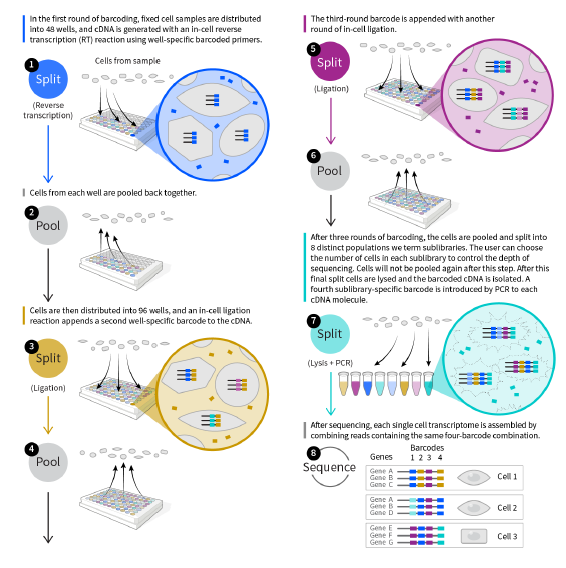 In the first round of barcoding, fixed cell samples are distributed
into 48 wells, and cDNA is generated with an in-cell reverse
transcription (RT) reaction using well-specific barcoded primers.
1
Split
(Reverse
transcription)
Cells from sample
Cells from each well are pooled back together.
2
Pool
Cells are then distributed into 96 wells, and an in-cell ligation
reaction appends a second well-specific barcode to the cDNA.
3
Split
(Ligation)
4
Pool
The third-round barcode is appended with another
round of in-cell ligation.
5
Split
(Ligation)
6
Pool
After three rounds of barcoding, the cells are pooled and split into
8 distinct populations we term sublibraries. The user can choose
the number of cells in each sublibrary to control the depth of
sequencing. Cells will not be pooled again after this step. After this
final split cells are lysed and the barcoded cDNA is isolated. A
fourth sublibrary-specific barcode is introduced by PCR to each
cDNA molecule.
7
Split
(Lysis + PCR)
After sequencing, each single cell transcriptome is assembled by
combining reads containing the same four-barcode combination.
8
Sequence
Barcodes
Genes 1 2 3 4
Gene A
Gene B
Gene C
Cell 1
Gene A
Gene B
Gene D
Cell 2
Gene E
Gene F
Gene G
Cell 3